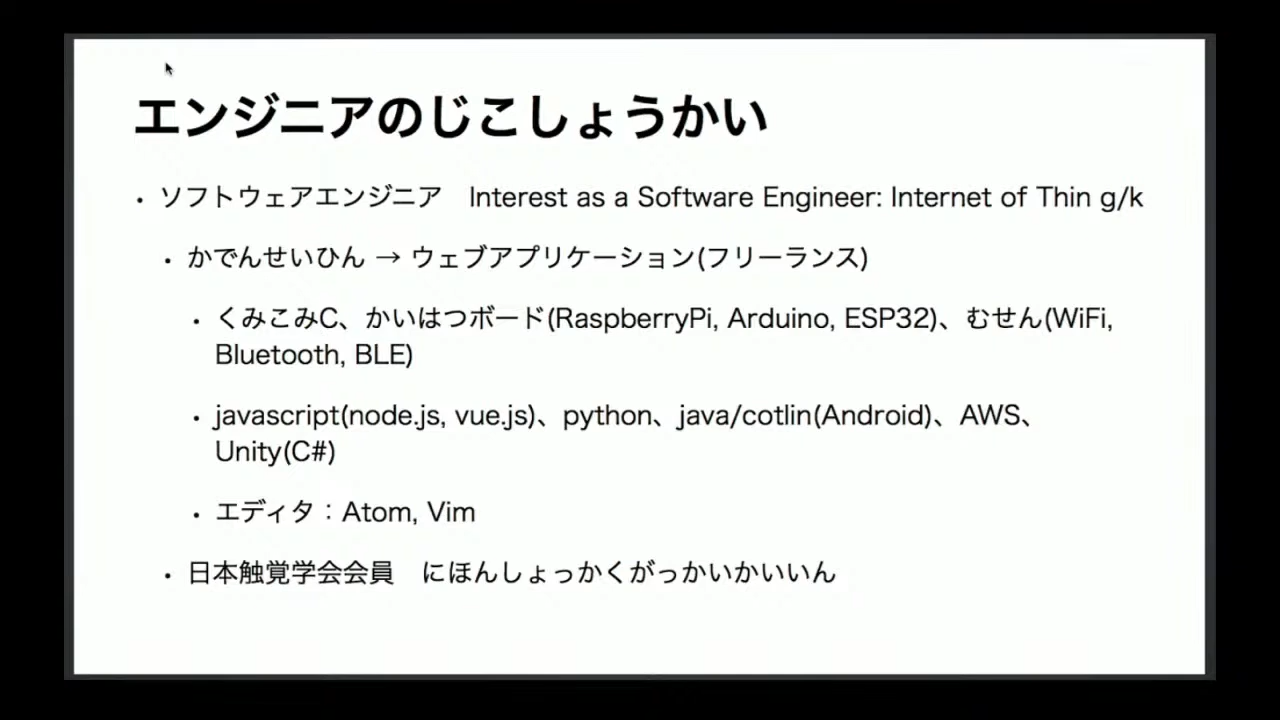 エンジニアのじこしょうかい
• ソフトウェアエンジニア　Interest as a Software Engineer: Internet of Thin g/k
• かでんせいひん → ウェブアプリケーション(フリーランス)
• くみこみC、かいはつボード(RaspberryPi, Arduino, ESP32)、むせん(WiFi,
Bluetooth, BLE)
• javascript(node.js, vue.js)、python、java/cotlin(Android)、AWS、
Unity(C#)
• エディタ：Atom, Vim
• 日本触覚学会会員　にほんしょっかくがっかいかいいん